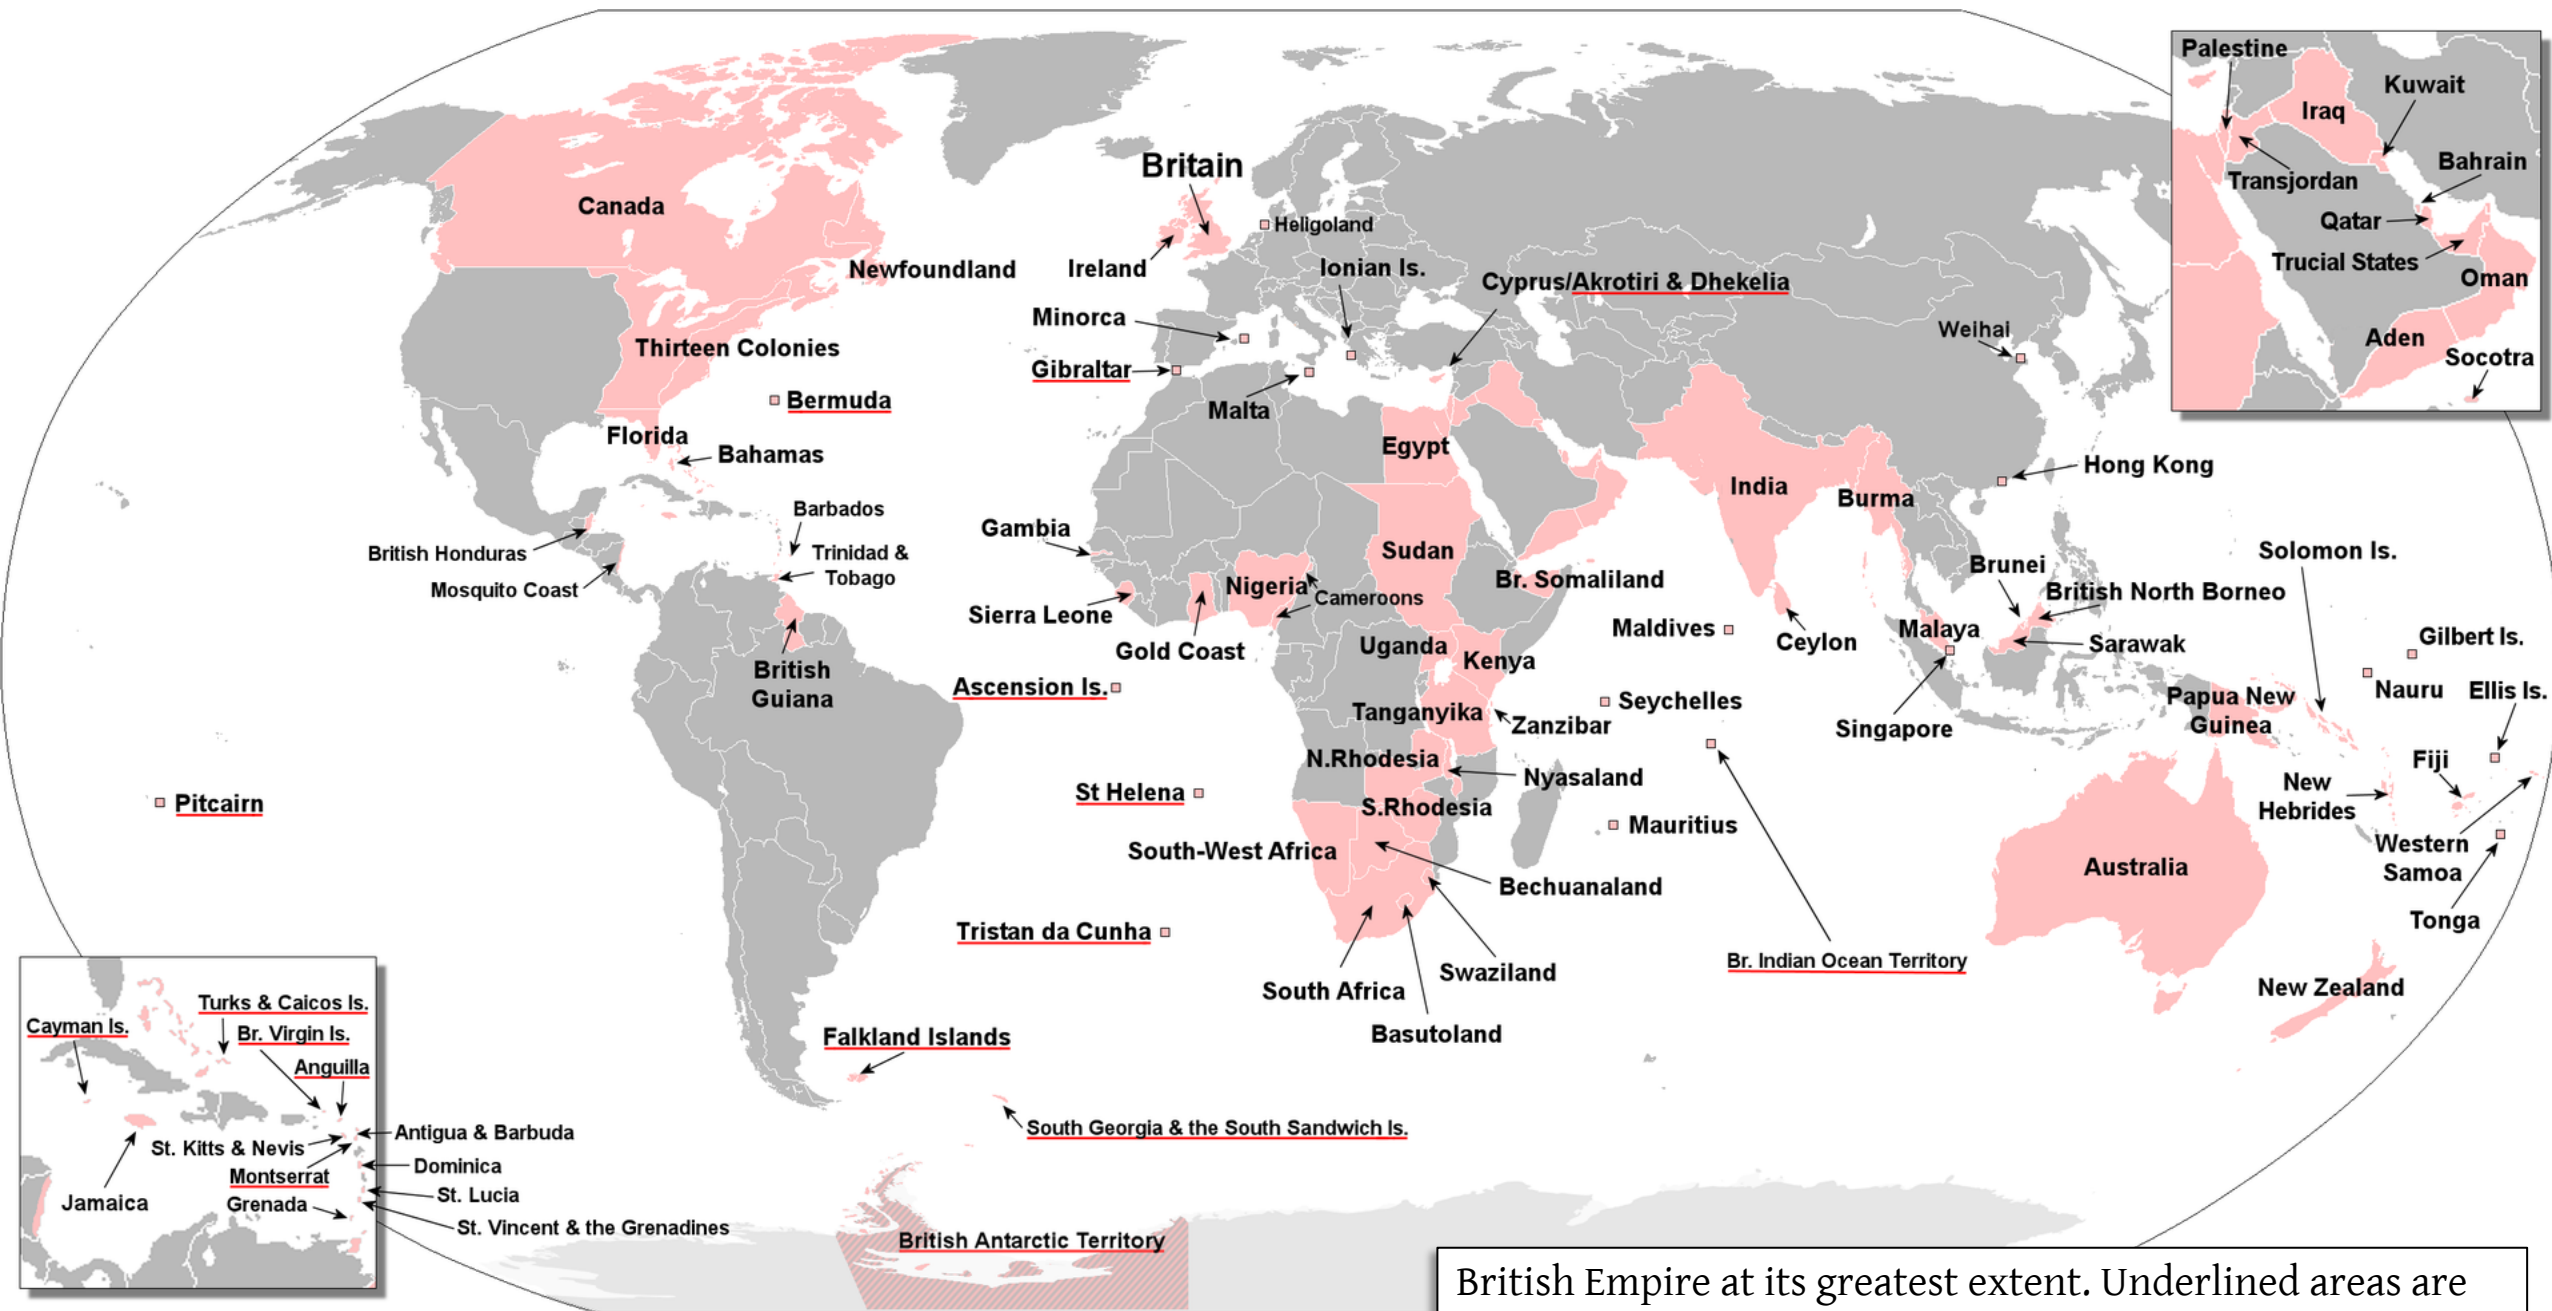 Palestine
Kuwait
Iraq
Bahrain
Transjordan
Qatar
Trucial States
Oman
Aden
Socotra
Britain
Canada
Heligoland
Newfoundland
Ireland
Ionian Is.
Cyprus/Akrotiri & Dhekelia
Minorca
Weihai
Thirteen Colonies
Gibraltar
Bermuda
Malta
Florida
Egypt
Bahamas
Hong Kong
India
Burma
Barbados
Gambia
British Honduras
Trinidad &
Tobago
Sudan
Solomon Is.
Brunei
Mosquito Coast
Nigeria
Br. Somaliland
British North Borneo
Cameroons
Sierra Leone
Maldives
Malaya
Gilbert Is.
Gold Coast
Uganda
Kenya
Ceylon
Sarawak
British
Guiana
Ascension Is.
Nauru
Ellis Is.
Seychelles
Papua New
Guinea
Tanganyika
Zanzibar
Singapore
N.Rhodesia
Fiji
Nyasaland
New
Hebrides
St Helena
Pitcairn
S.Rhodesia
Mauritius
South-West Africa
Western
Samoa
Australia
Bechuanaland
Tonga
Tristan da Cunha
Br. Indian Ocean Territory
Swaziland
South Africa
New Zealand
Basutoland
Falkland Islands
Turks & Caicos Is.
Cayman Is.
Br. Virgin Is.
Anguilla
South Georgia & the South Sandwich Is.
Antigua & Barbuda
St. Kitts & Nevis
Dominica
Montserrat
St. Lucia
Jamaica
Grenada
St. Vincent & the Grenadines
British Antarctic Territory
British Empire at its greatest extent. Underlined areas are